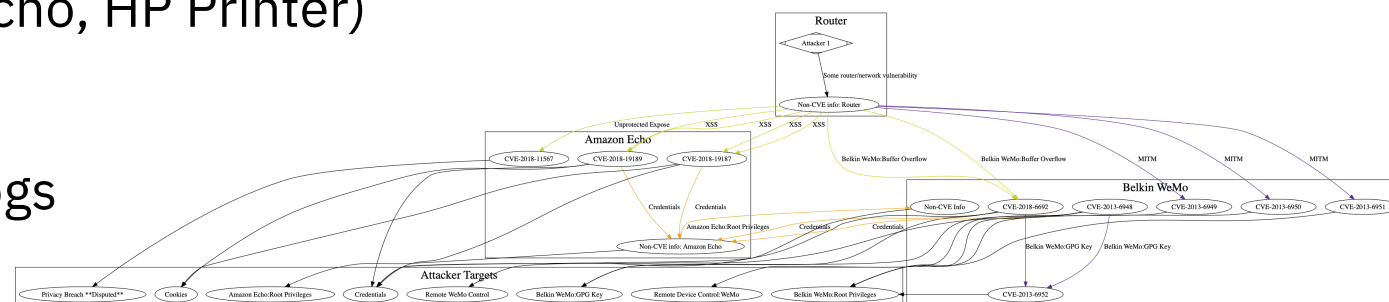 cho, HP Printer)
ogs
Router
Attacker 1
Some router/network vulnerability
Non-CVE info: Router
Unprotected Expose
XSS
XSS
XSS
XSS
Amazon Echo
CVE-2018-11567
CVE-2018-19189
CVE-2018-19187
Belkin WeMo:Buffer Overflow
Belkin WeMo:Buffer Overflow
MITM
MITM
MITM
Belkin WeMo
Credentials
Credentials
Non-CVE Info
CVE-2018-6692
CVE-2013-6948
CVE-2013-6949
CVE-2013-6950
CVE-2013-6951
Amazon Echo:Root Privileges
Credentials
Credentials
Non-CVE info: Amazon Echo
Belkin WeMo:GPG Key
Belkin WeMo:GPG Key
Attacker Targets
Privacy Breach **Disputed**
Cookies
Amazon Echo:Root Privileges
Credentials
Remote WeMo Control
Belkin WeMo:GPG Key
Remote Device Control:WeMo
Belkin WeMo:Root Privileges
CVE-2013-6952